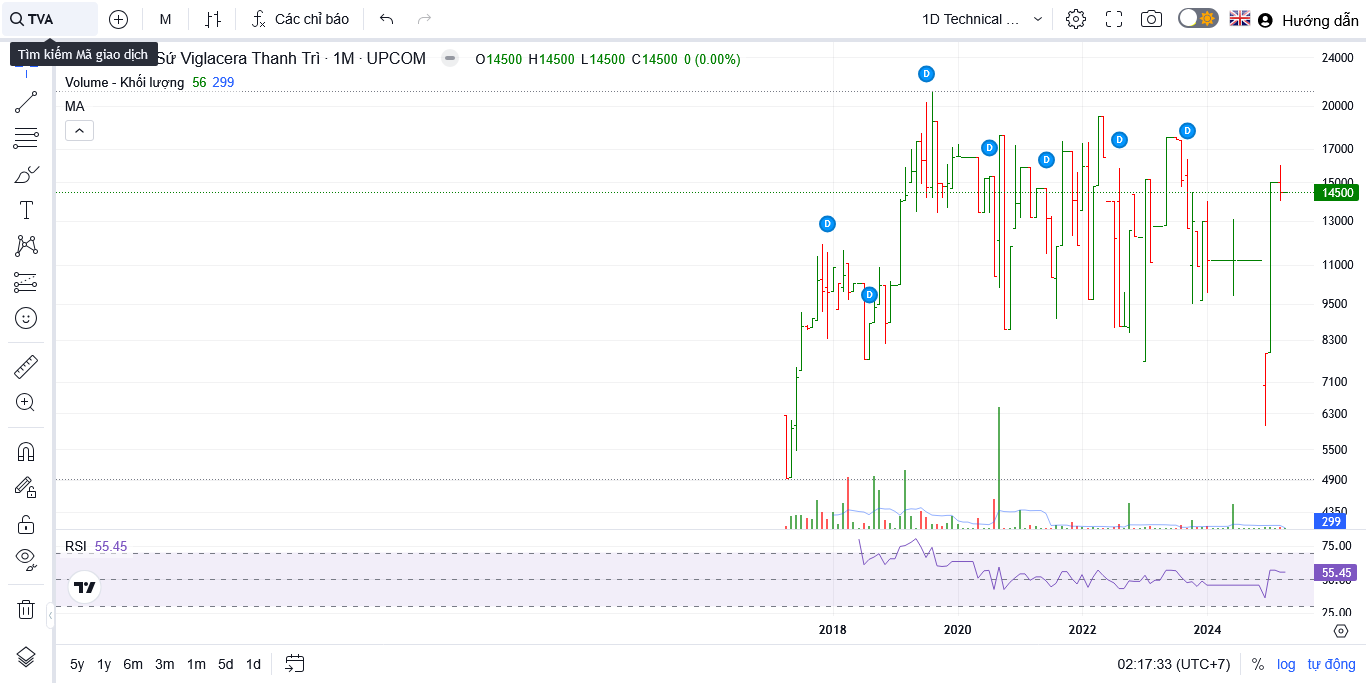 TVA M Các chỉ báo 1D Technical ... Hướng dẫn
Tìm kiếm Mã giao dịch
Sứ Viglacera Thanh Trì · 1M · UPCOM O14500 H14500 L14500 C14500 0 (0.00%)
Volume - Khối lượng 56 299
MA
D
D
D
D
D
D
D
24000
20000
17000
15000
14500
13000
11000
9500
8300
7100
6300
5500
4900
4350
299
RSI 55.45
75.00
55.45
50.00
25.00
2018 2020 2022 2024
5y 1y 6m 3m 1m 5d 1d 02:17:33 (UTC+7) % log tự động